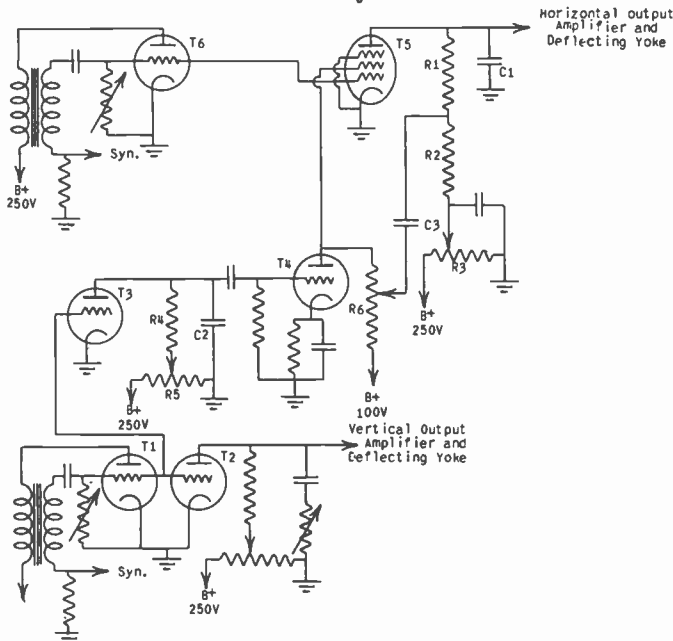 Horizontal output
Amplifier and
Deflecting Yoke
T6
T5
R1
C1
Syn.
B+
250V
R2
C3
R3
B+
250V
T4
T3
R4
C2
R6
R5
B+
250V
B+
100V
Vertical Output
Amplifier and
Deflecting Yoke
T1
T2
Syn.
B+
250V